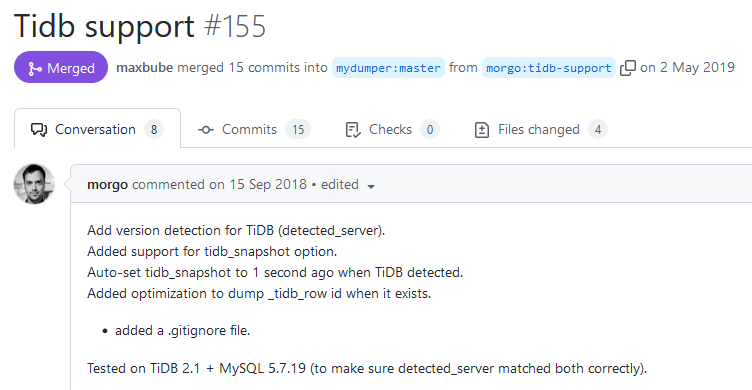 Tidb support #155
Merged maxbube merged 15 commits into mydumper:master from morgo:tidb-support on 2 May 2019
Conversation 8 Commits 15 Checks 0 Files changed 4
morgo commented on 15 Sep 2018 • edited
Add version detection for TiDB (detected_server).
Added support for tidb_snapshot option.
Auto-set tidb_snapshot to 1 second ago when TiDB detected.
Added optimization to dump _tidb_row id when it exists.
• added a .gitignore file.
Tested on TiDB 2.1 + MySQL 5.7.19 (to make sure detected_server matched both correctly).